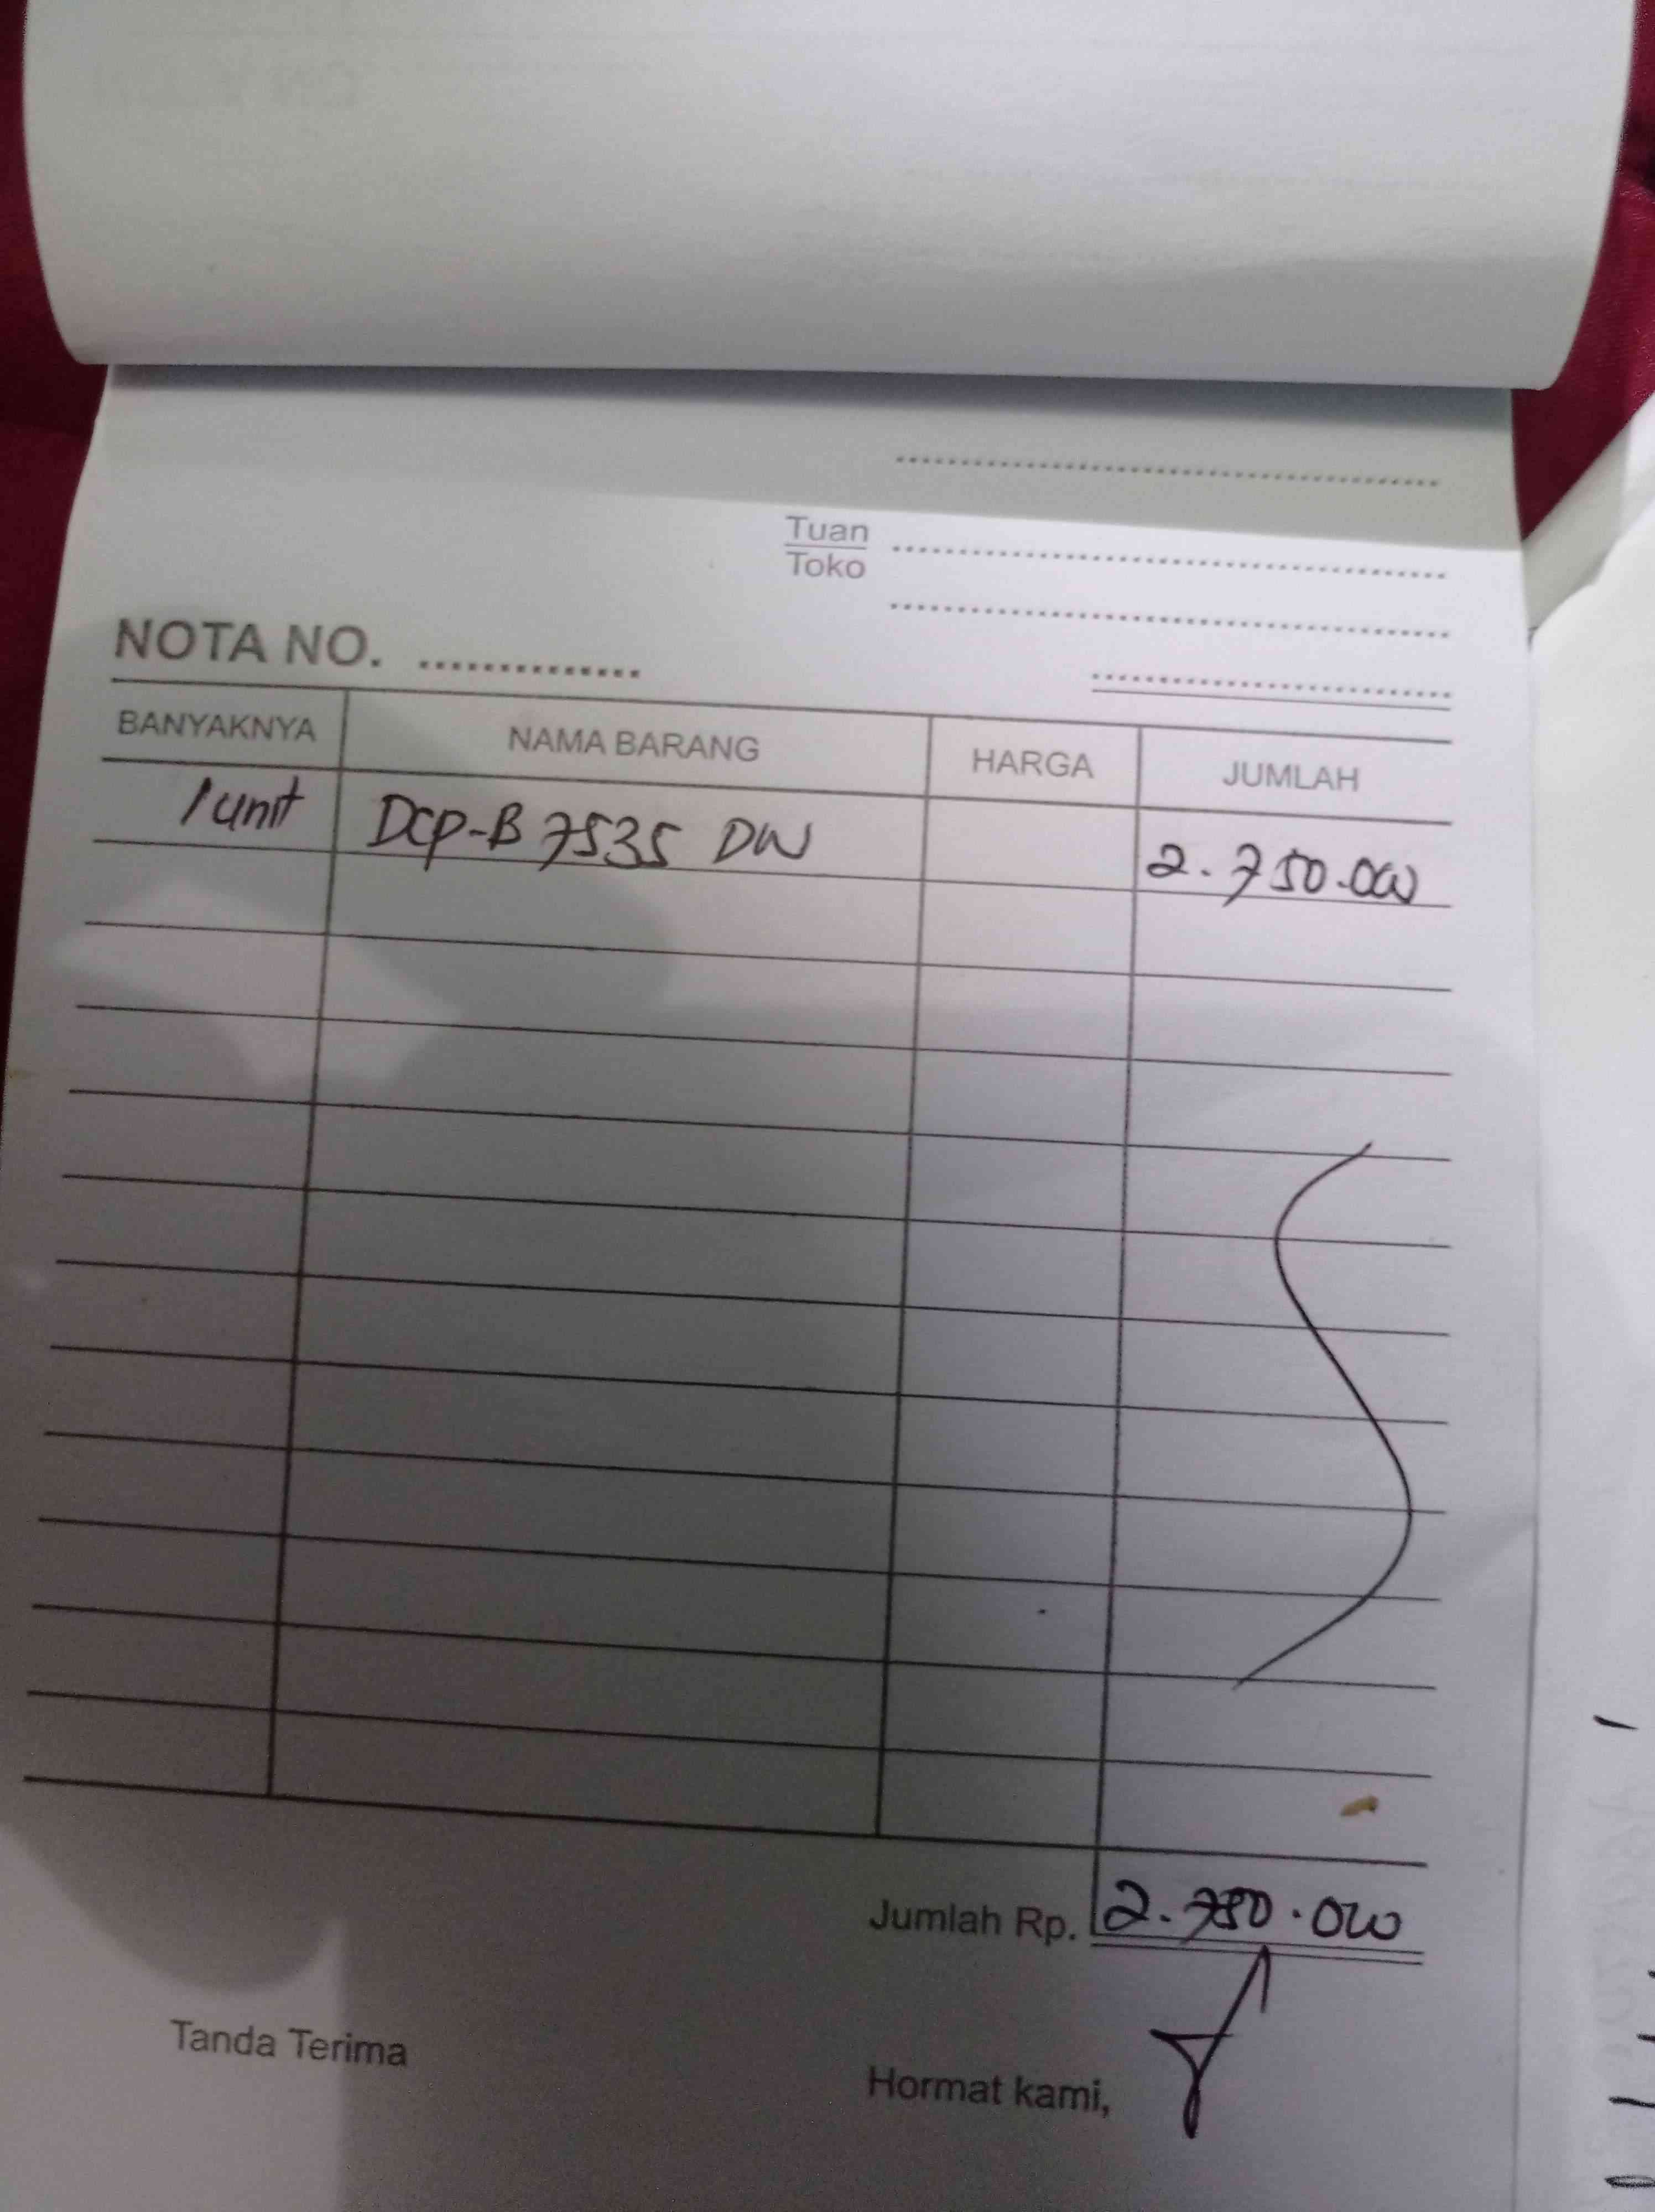 Tuan
Toko
NOTA NO. ..............
BANYAKNYA NAMA BARANG HARGA JUMLAH
1 unit DCP-B 7535 DW 2.750.000
Jumlah Rp. 2.750.000
Tanda Terima
Hormat kami,